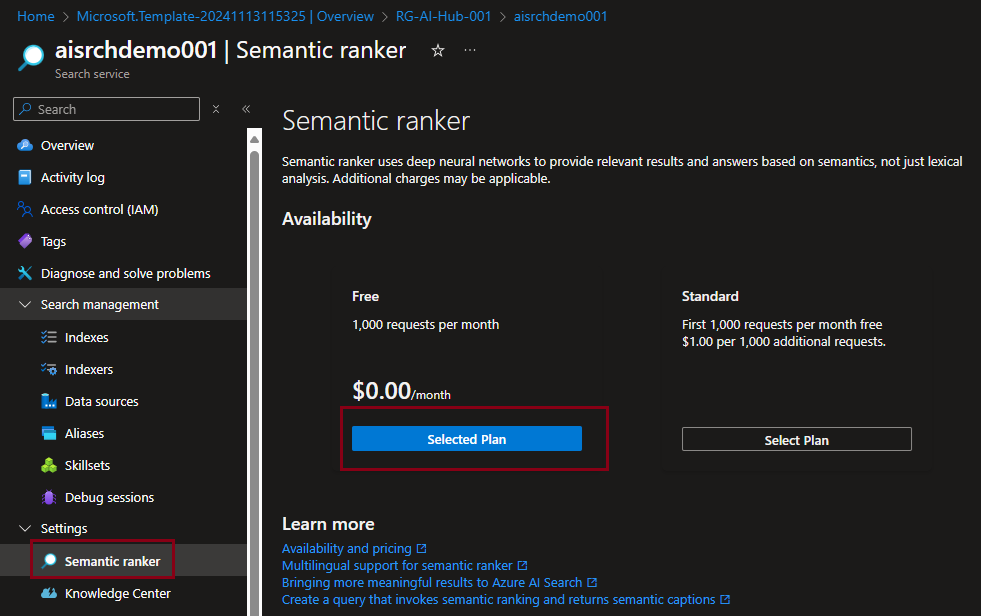 Home > Microsoft.Template-20241113115325 | Overview > RG-AI-Hub-001 > aisrchdemo001
aisrchdemo001 | Semantic ranker
Search service
Search
Overview
Activity log
Access control (IAM)
Tags
Diagnose and solve problems
Search management
Indexes
Indexers
Data sources
Aliases
Skillsets
Debug sessions
Settings
Semantic ranker
Knowledge Center
Semantic ranker
Semantic ranker uses deep neural networks to provide relevant results and answers based on semantics, not just lexical
analysis. Additional charges may be applicable.
Availability
Free
1,000 requests per month
$0.00/month
Selected Plan
Standard
First 1,000 requests per month free
$1.00 per 1,000 additional requests.
Select Plan
Learn more
Availability and pricing
Multilingual support for semantic ranker
Bringing more meaningful results to Azure AI Search
Create a query that invokes semantic ranking and returns semantic captions